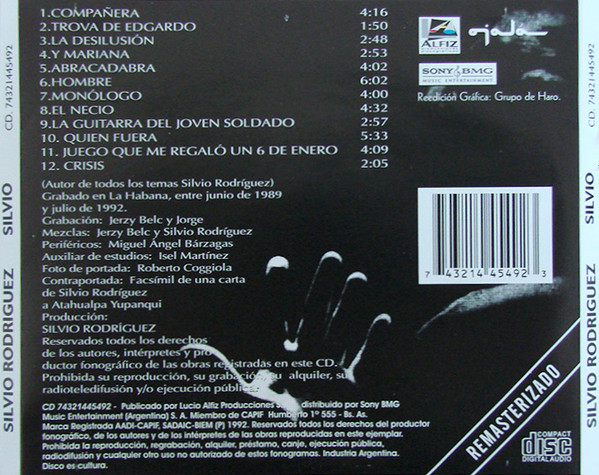 CD. 74321445492
SILVIO
SILVIO RODRIGUEZ
1.COMPAÑERA 4:16
2.TROVA DE EDGARDO 1:50
3.LA DESILUSIÓN 2:48
4.Y MARIANA 2:53
5.ABRACADABRA 4:02
6.HOMBRE 6:02
7.MONÓLOGO 4:00
8.EL NECIO 4:32
9.LA GUITARRA DEL JOVEN SOLDADO 2:57
10. QUIEN FUERA 5:33
11. JUEGO QUE ME REGALÓ UN 6 DE ENERO 4:09
12. CRISIS 2:05
(Autor de todos los temas Silvio Rodríguez)
Grabado en La Habana, entre junio de 1989
y julio de 1992.
Grabación: Jerzy Belc y Jorge
Mezclas: Jerzy Belc y Silvio Rodríguez
Periféricos: Miguel Ángel Bárzagas
Auxiliar de estudios: Isel Martínez
Foto de portada: Roberto Coggiola
Contraportada: Facsímil de una carta
de Silvio Rodríguez
a Atahualpa Yupanqui
Producción:
SILVIO RODRÍGUEZ
Reservados todos los derechos
de los autores, intérpretes y pro
ductor fonográfico de las obras registradas en este CD.
Prohibida su reproducción, su grabación, su alquiler, su
radioteledifusión y/o ejecución pública.
CD 74321445492 - Publicado por Lucio Alfiz Producciones distribuido por Sony BMG
Music Entertainment (Argentina) S. A. Miembro de CAPIF Humberto 1º 555 - Bs. As.
Marca Registrada AADI-CAPIF, SADAIC-BIEM (P) 1992. Reservados todos los derechos del productor
fonográfico, de los autores y de los intérpretes de las obras reproducidas en este ejemplar.
Prohibida la reproducción, regrabación, alquiler, préstamo, canje, ejecución pública,
radiodifusión y cualquier otro uso no autorizado de estos fonogramas. Industria Argentina.
Disco es cultura.
ALFIZ
ojalá
SONY BMG
MUSIC ENTERTAINMENT
Reedición Gráfica: Grupo de Haro.
7 43214 45492 3
REMASTERIZADO
COMPACT
disc
DIGITAL AUDIO
CD. 74321445492
SILVIO
SILVIO RODRIGUEZ